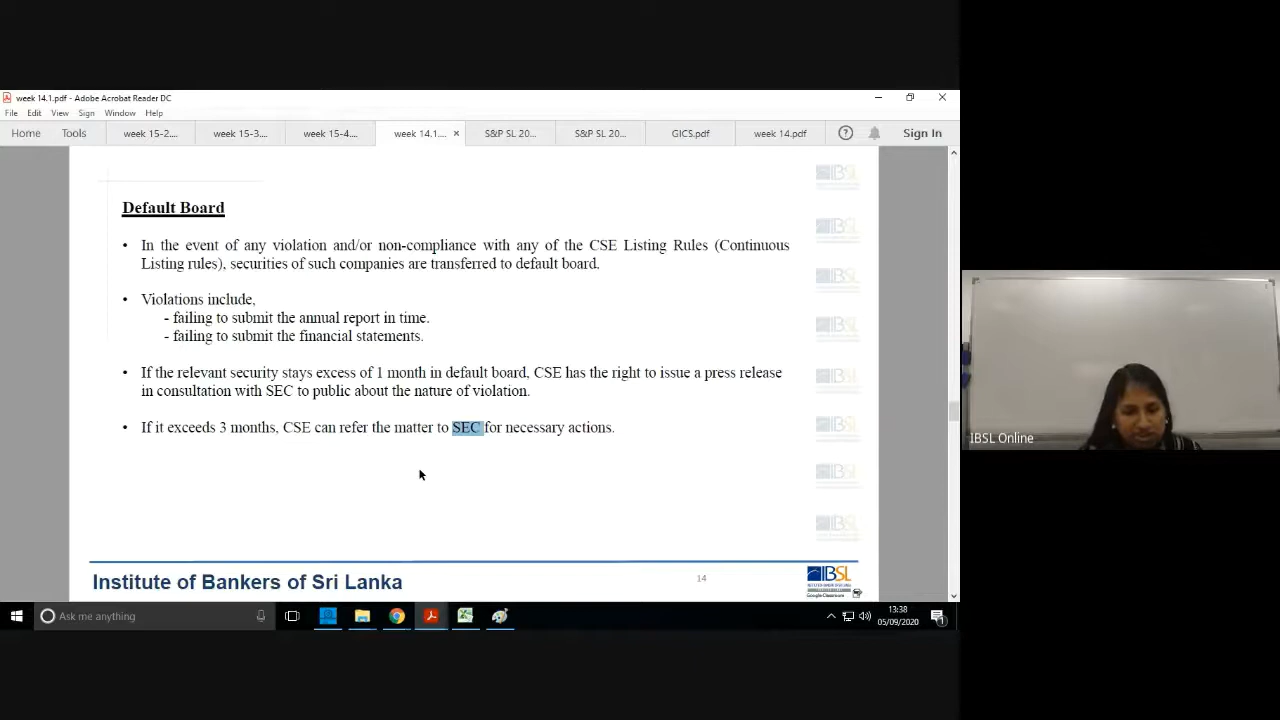 week 14.1.pdf - Adobe Acrobat Reader DC
File Edit View Sign Window Help
Home Tools week 15-2.... week 15-3.... week 15-4.... week 14.1.... × S&P SL 20... S&P SL 20... GICS.pdf week 14.pdf Sign In
Default Board
• In the event of any violation and/or non-compliance with any of the CSE Listing Rules (Continuous
Listing rules), securities of such companies are transferred to default board.
• Violations include,
- failing to submit the annual report in time.
- failing to submit the financial statements.
• If the relevant security stays excess of 1 month in default board, CSE has the right to issue a press release
in consultation with SEC to public about the nature of violation.
• If it exceeds 3 months, CSE can refer the matter to SEC for necessary actions.
IBSL Online
Institute of Bankers of Sri Lanka
14
IBSL
Google Classroom
Ask me anything
13:38
05/09/2020
1